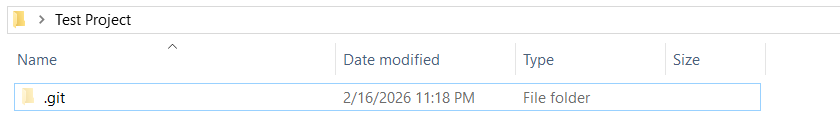 Test Project
Name Date modified Type Size
.git 2/16/2026 11:18 PM File folder